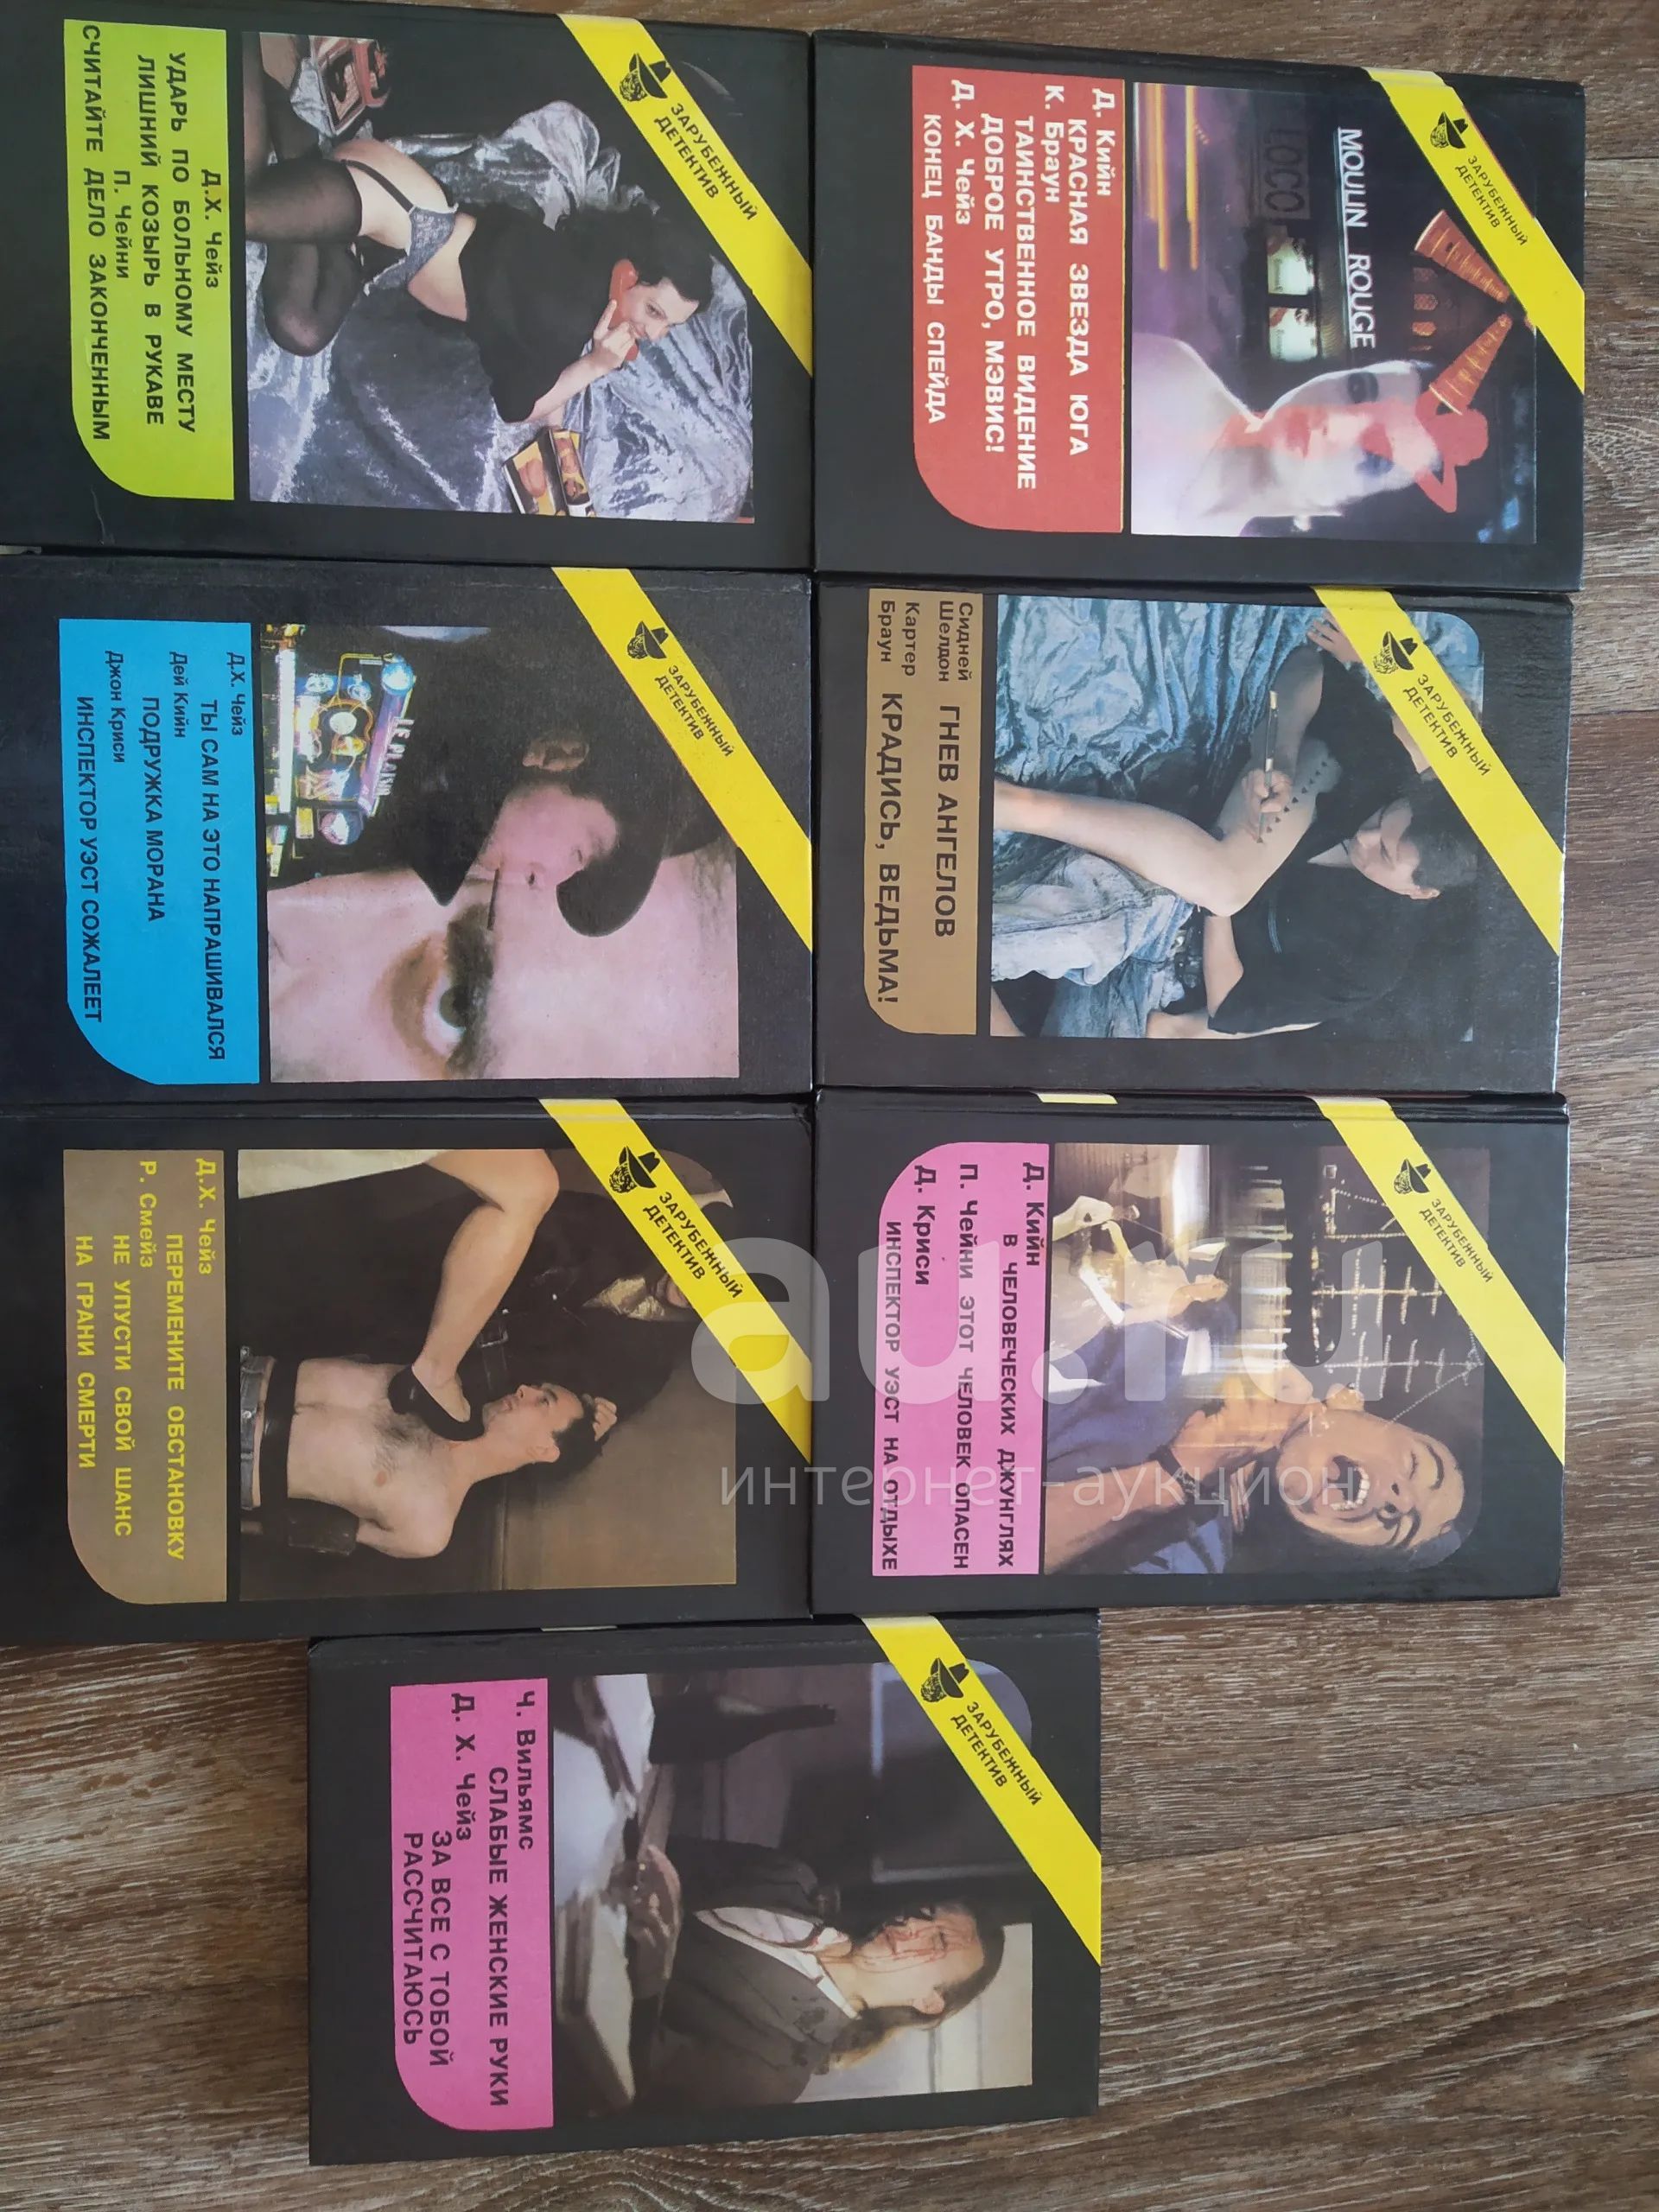 ЗАРУБЕЖНЫЙ
ДЕТЕКТИВ
MOULIN ROUGE
LOCO
Д. Кийн
КРАСНАЯ ЗВЕЗДА ЮГА
К. Браун
ТАИНСТВЕННОЕ ВИДЕНИЕ
ДОБРОЕ УТРО, МЭВИС!
Д. Х. Чейз
КОНЕЦ БАНДЫ СПЕЙДА
ЗАРУБЕЖНЫЙ
ДЕТЕКТИВ
Сидней
Шелдон ГНЕВ АНГЕЛОВ
Картер
Браун КРАДИСЬ, ВЕДЬМА!
ЗАРУБЕЖНЫЙ
ДЕТЕКТИВ
Д. Кийн
В ЧЕЛОВЕЧЕСКИХ ДЖУНГЛЯХ
П. Чейни ЭТОТ ЧЕЛОВЕК ОПАСЕН
Д. Криси
ИНСПЕКТОР УЭСТ НА ОТДЫХЕ
ЗАРУБЕЖНЫЙ
ДЕТЕКТИВ
Д.Х. Чейз
УДАРЬ ПО БОЛЬНОМУ МЕСТУ
ЛИШНИЙ КОЗЫРЬ В РУКАВЕ
П. Чейни
СЧИТАЙТЕ ДЕЛО ЗАКОНЧЕННЫМ
ЗАРУБЕЖНЫЙ
ДЕТЕКТИВ
Д.Х. Чейз
ТЫ САМ НА ЭТО НАПРАШИВАЛСЯ
Дей Кийн
ПОДРУЖКА МОРАНА
Джон Криси
ИНСПЕКТОР УЭСТ СОЖАЛЕЕТ
ЗАРУБЕЖНЫЙ
ДЕТЕКТИВ
Д.Х. Чейз
ПЕРЕМЕНИТЕ ОБСТАНОВКУ
Р. Смейз
НЕ УПУСТИ СВОЙ ШАНС
НА ГРАНИ СМЕРТИ
ЗАРУБЕЖНЫЙ
ДЕТЕКТИВ
Ч. Вильямс
СЛАБЫЕ ЖЕНСКИЕ РУКИ
Д. Х. Чейз
ЗА ВСЕ С ТОБОЙ
РАССЧИТАЮСЬ
au.ru
интернет-аукцион